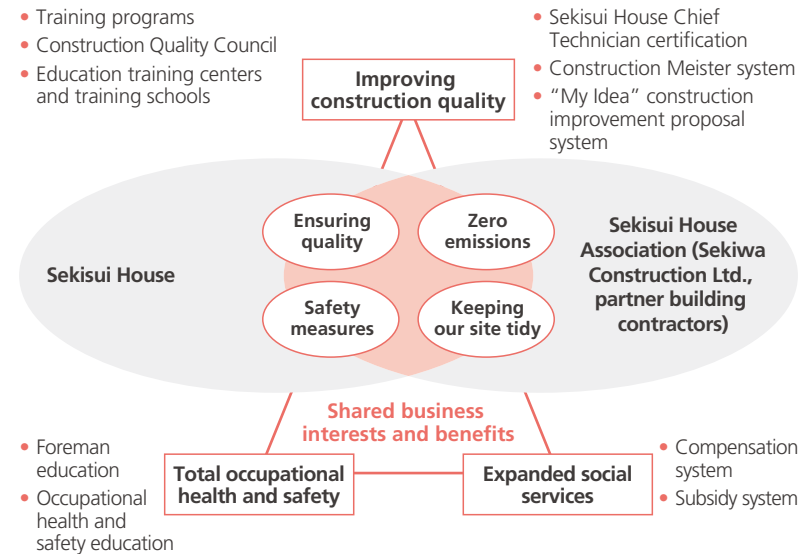 • Training programs
• Construction Quality Council
• Education training centers
and training schools
Improving
construction quality
• Sekisui House Chief
Technician certification
• Construction Meister system
• “My Idea” construction
improvement proposal
system
Sekisui House
Ensuring
quality
Zero
emissions
Safety
measures
Keeping
our site tidy
Sekisui House
Association (Sekiwa
Construction Ltd.,
partner building
contractors)
Shared business
interests and benefits
• Foreman
education
• Occupational
health and
safety education
Total occupational
health and safety
Expanded social
services
• Compensation
system
• Subsidy system